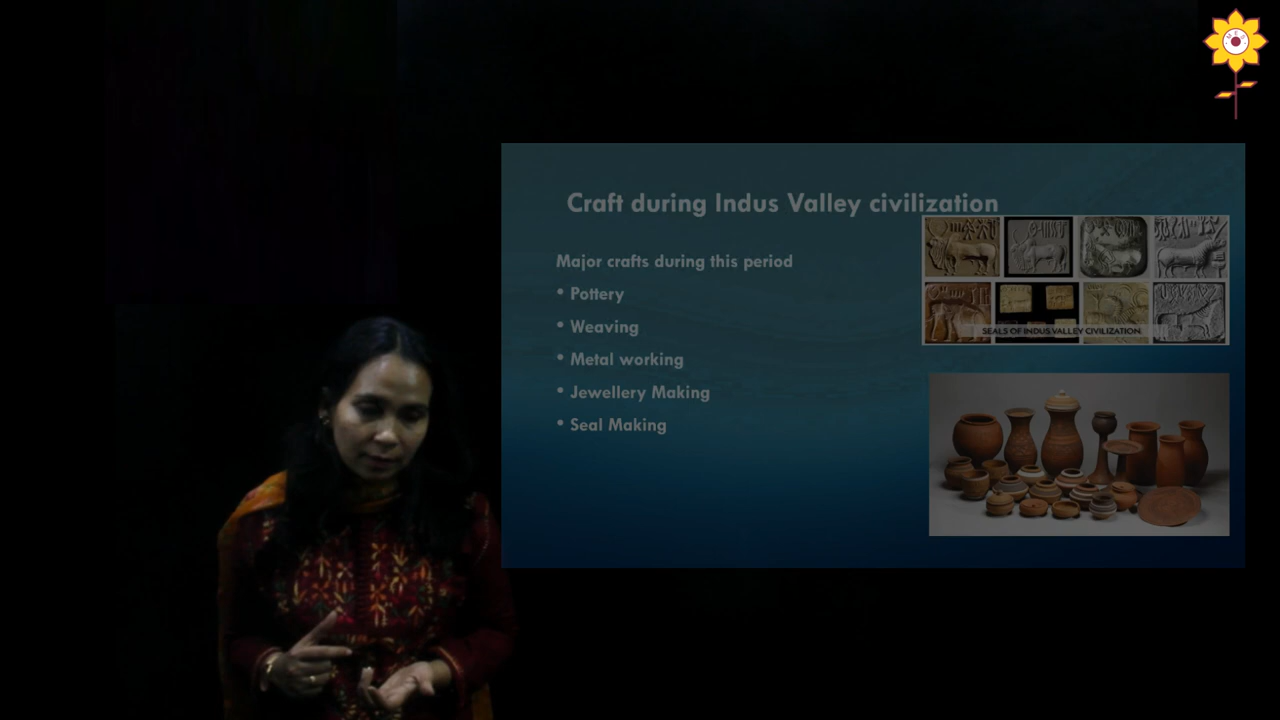 Craft during Indus Valley civilization
Major crafts during this period
• Pottery
• Weaving
• Metal working
• Jewellery Making
• Seal Making
SEALS OF INDUS VALLEY CIVILIZATION